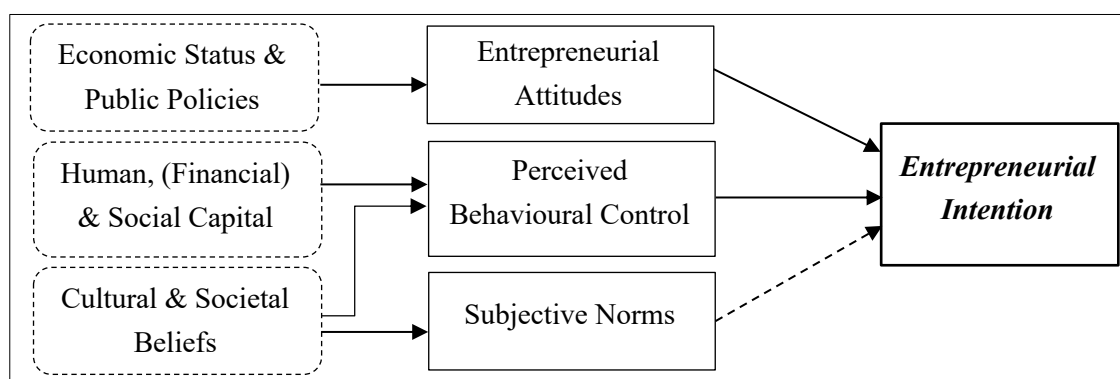 Economic Status &
Public Policies
Entrepreneurial
Attitudes
Human, (Financial)
& Social Capital
Perceived
Behavioural Control
Entrepreneurial
Intention
Cultural & Societal
Beliefs
Subjective Norms